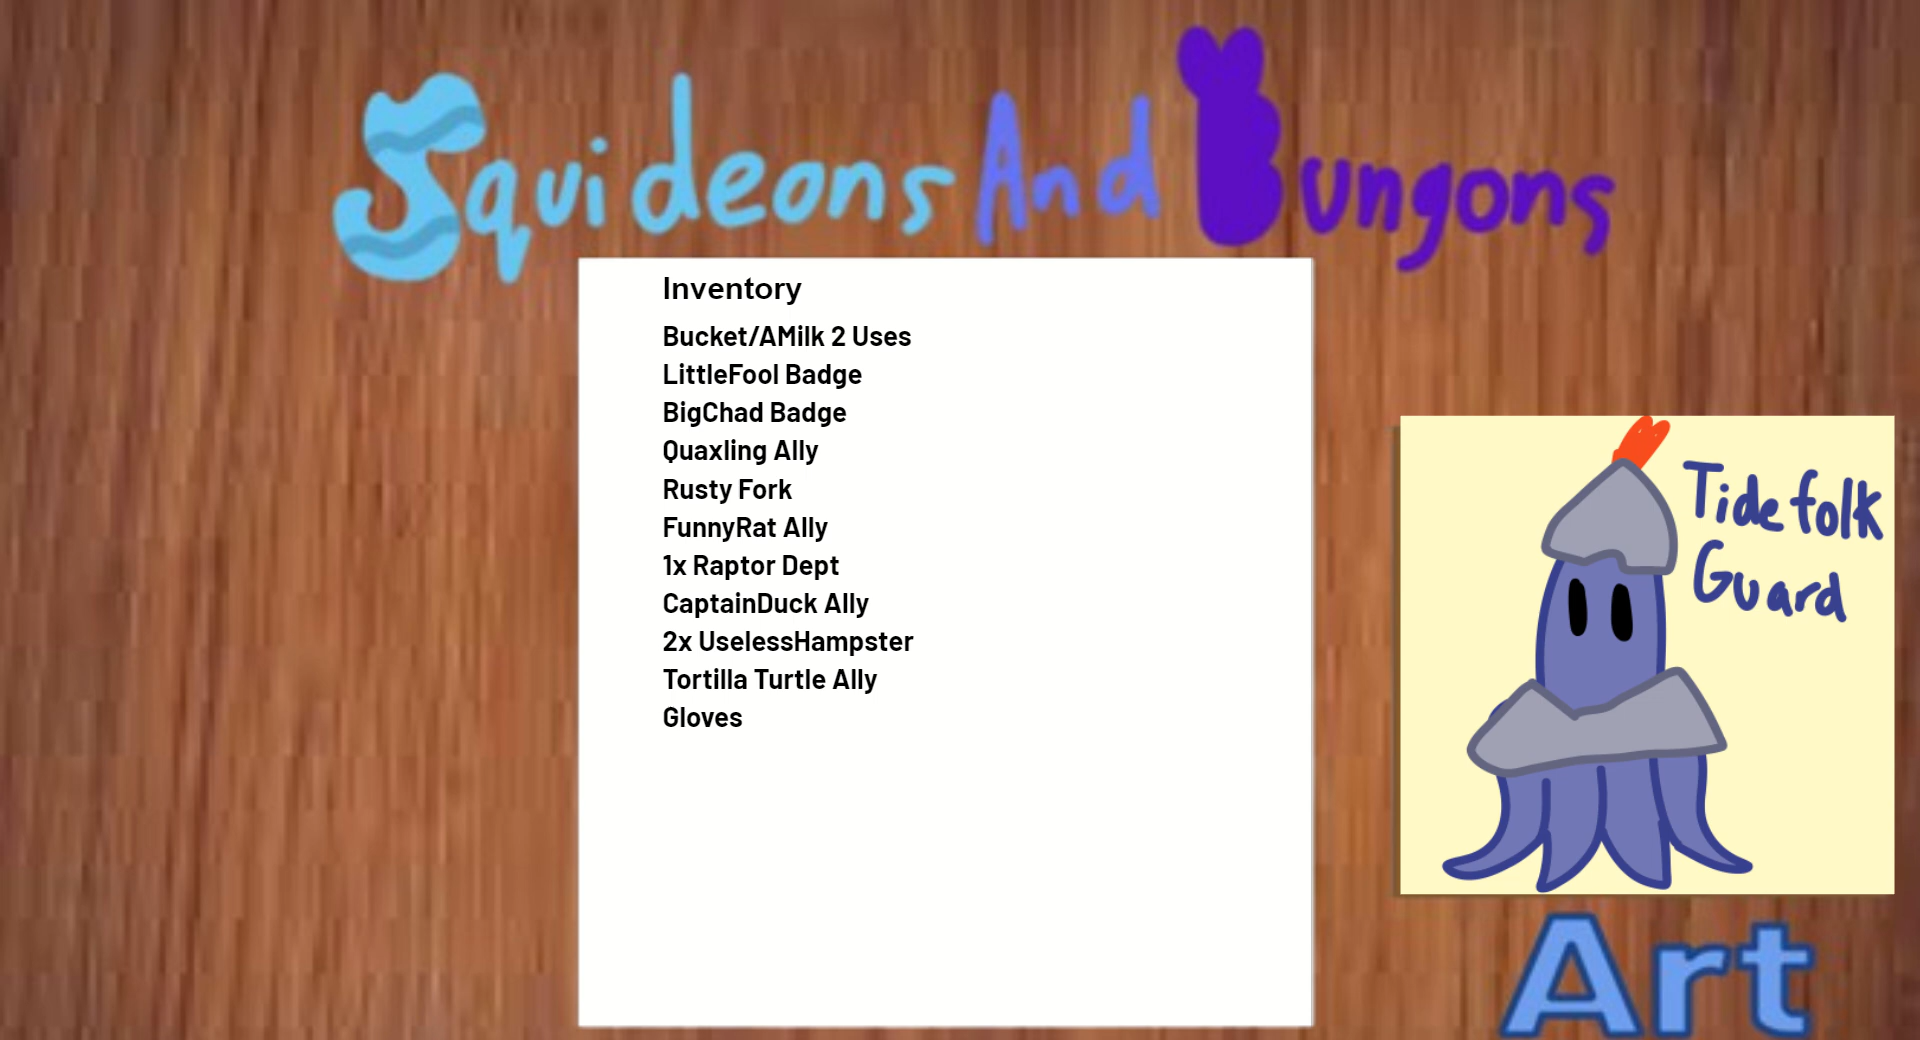 Squideons And Bungons
Inventory
Bucket/AMilk 2 Uses
LittleFool Badge
BigChad Badge
Quaxling Ally
Rusty Fork
FunnyRat Ally
1x Raptor Dept
CaptainDuck Ally
2x UselessHampster
Tortilla Turtle Ally
Gloves
Tidefolk
Guard
Art